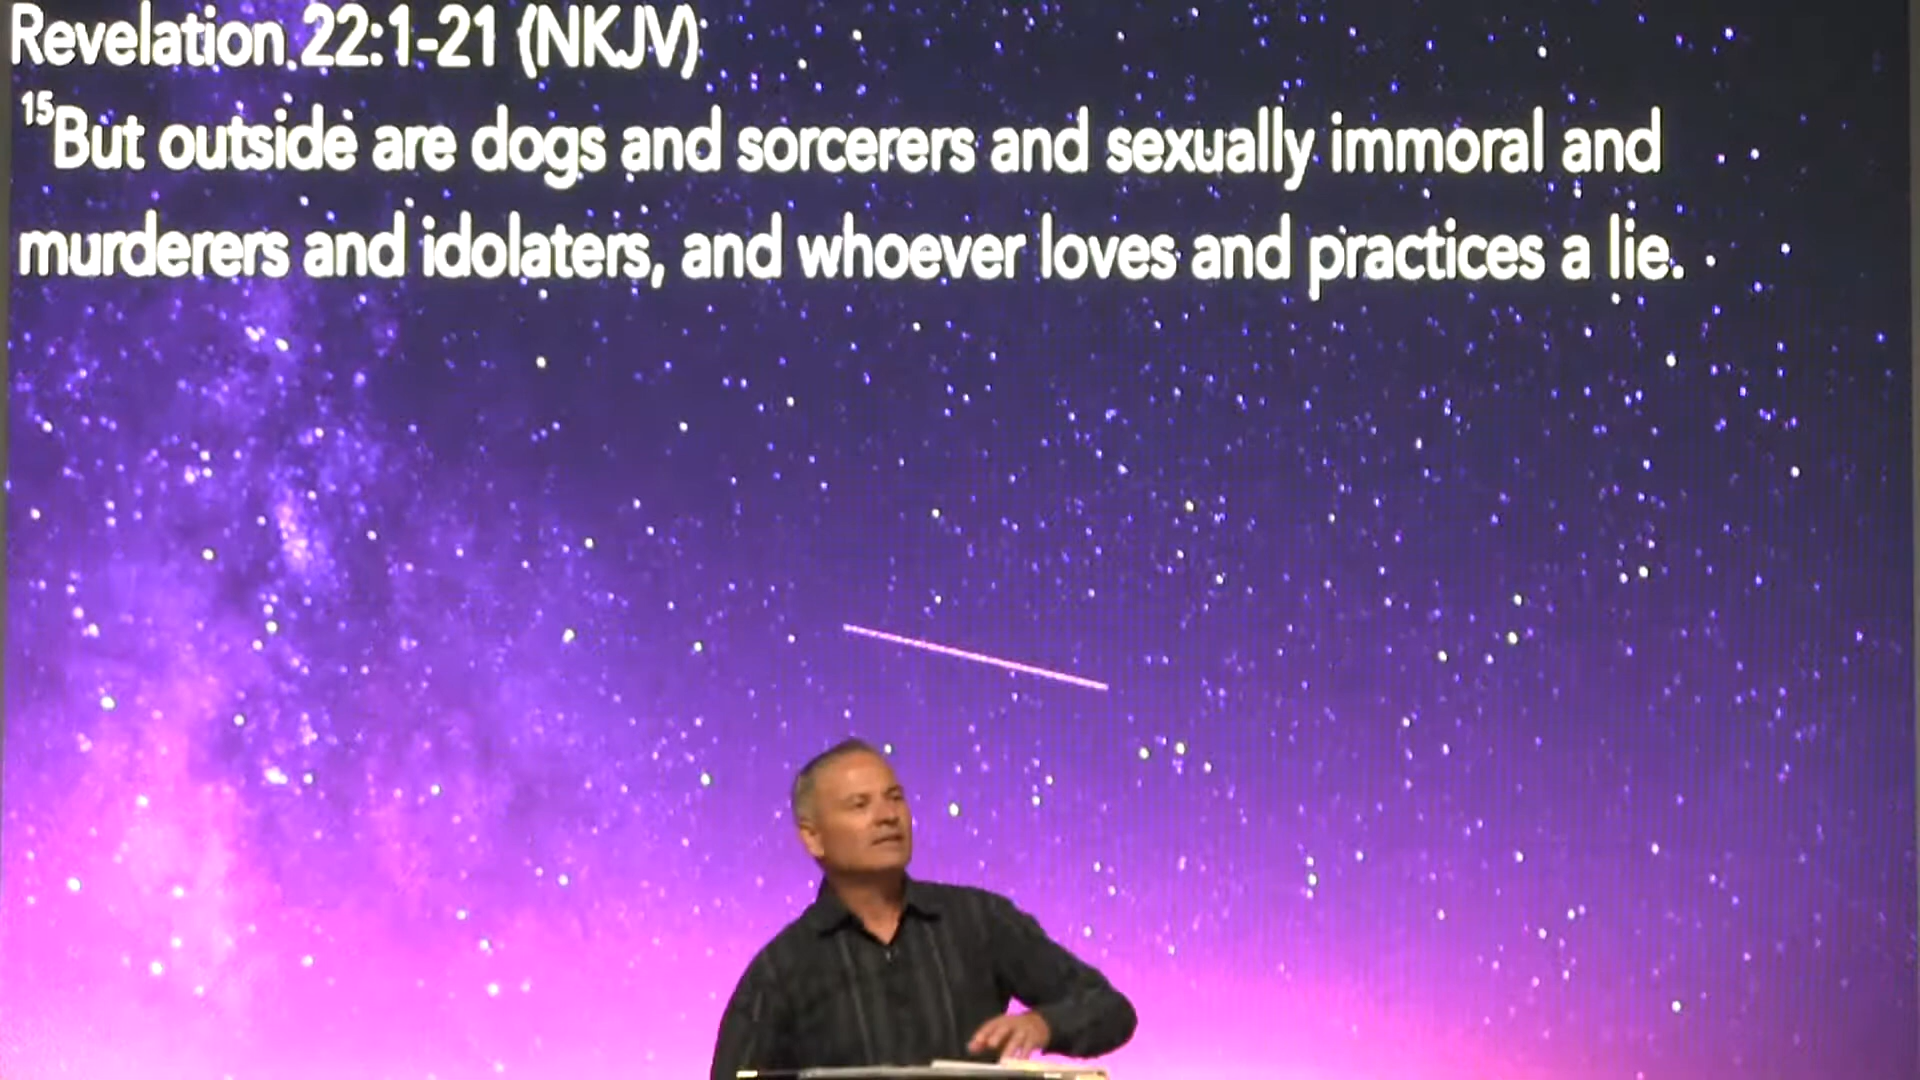 Revelation 22:1-21 (NKJV)
15But outside are dogs and sorcerers and sexually immoral and
murderers and idolaters, and whoever loves and practices a lie.